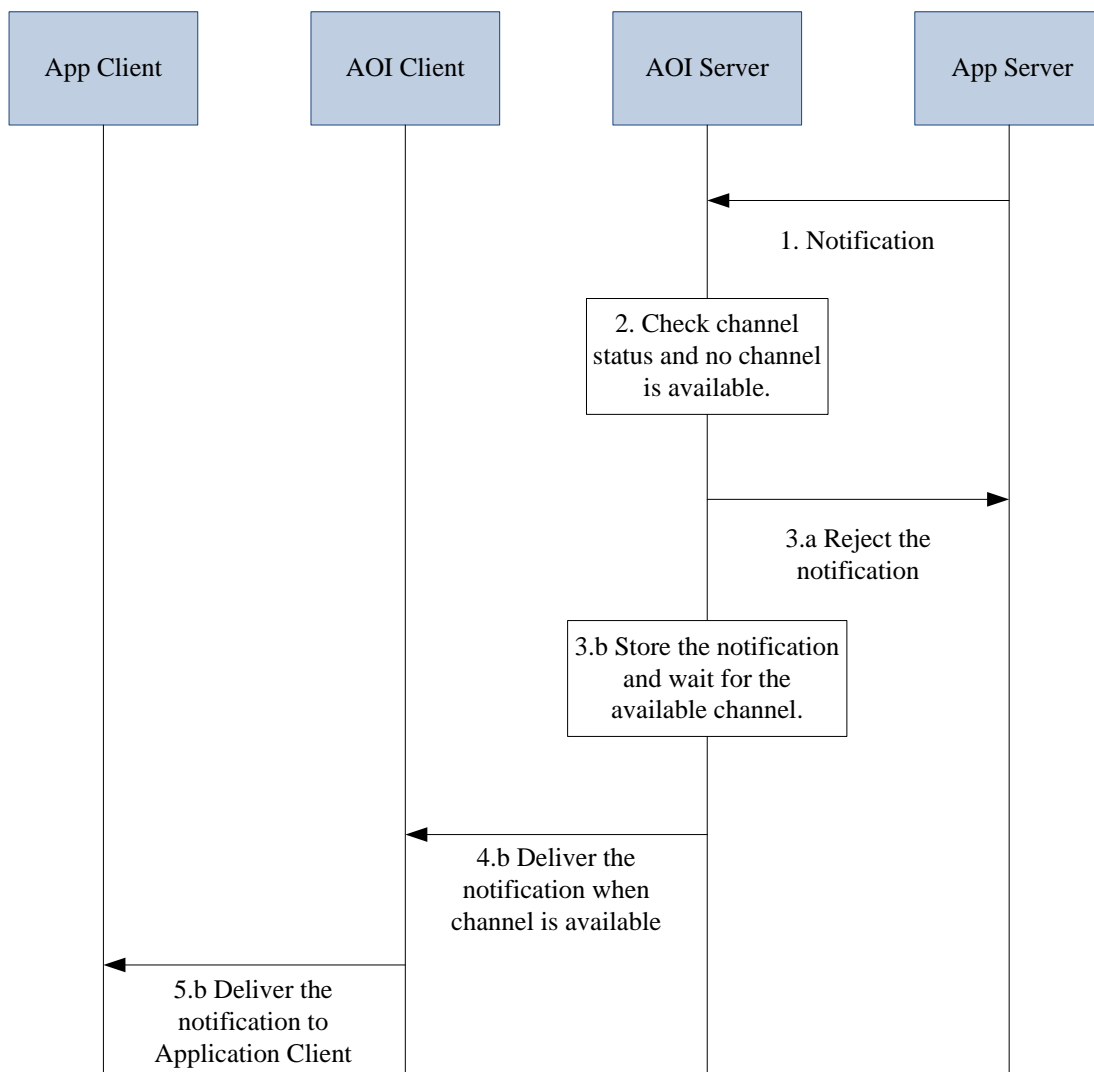 App Client
AOI Client
AOI Server
App Server
1. Notification
2. Check channel
status and no channel
is available.
3.a Reject the
notification
3.b Store the notification
and wait for the
available channel.
4.b Deliver the
notification when
channel is available
5.b Deliver the
notification to
Application Client